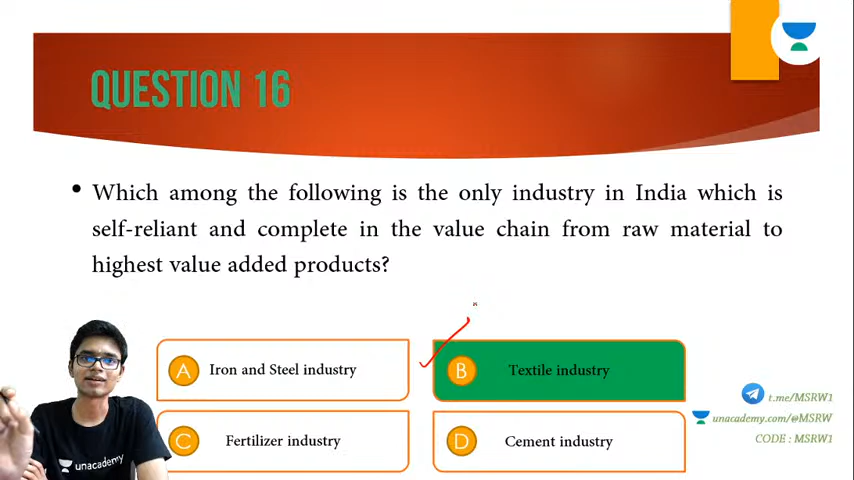 QUESTION 16
• Which among the following is the only industry in India which is
self-reliant and complete in the value chain from raw material to
highest value added products?
A Iron and Steel industry
B Textile industry
C Fertilizer industry
D Cement industry
t.me/MSRW1
unacademy.com/@MSRW
CODE : MSRW1
unacademy